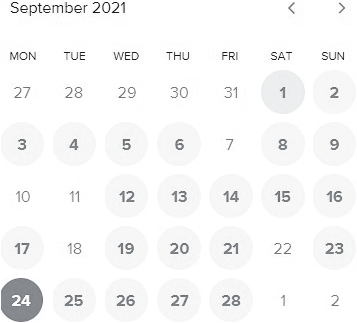 September 2021 < >
MON TUE WED THU FRI SAT SUN
27 28 29 30 31 1 2
3 4 5 6 7 8 9
10 11 12 13 14 15 16
17 18 19 20 21 22 23
24 25 26 27 28 1 2